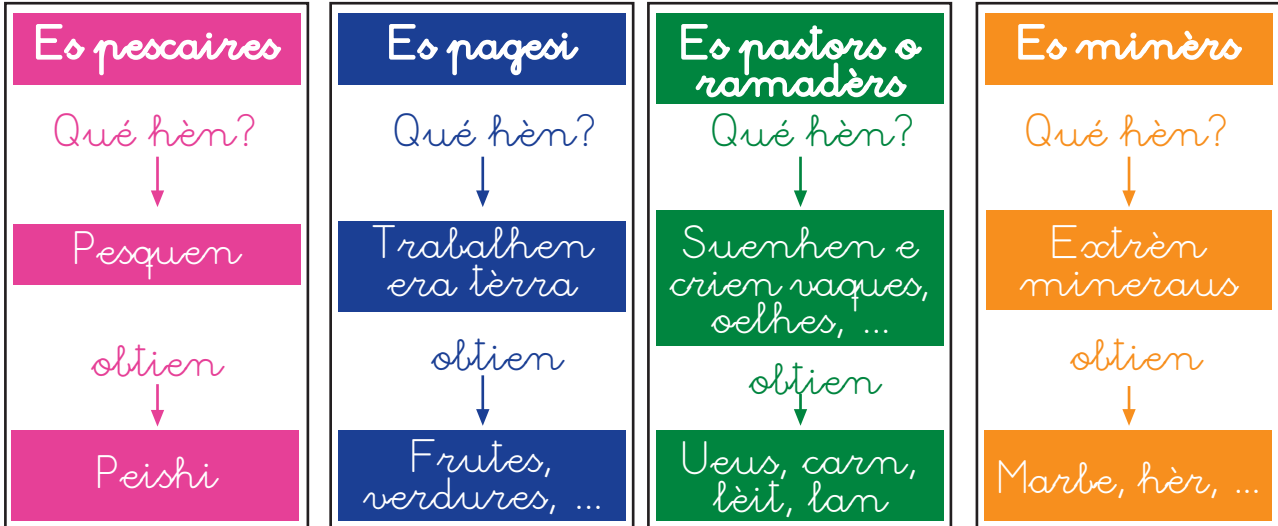 Es pescaires
Qué hèn?
Pesquen
obtien
Peishi
Es pagesi
Qué hèn?
Trabalhen
era tèrra
obtien
Frutes,
verdures, ...
Es pastors o
ramadèrs
Qué hèn?
Suenhen e
crien vaques,
oelhes, ...
obtien
Ueus, carn,
lèit, lan
Es minèrs
Qué hèn?
Extrèn
mineraus
obtien
Marbe, hèr, ...